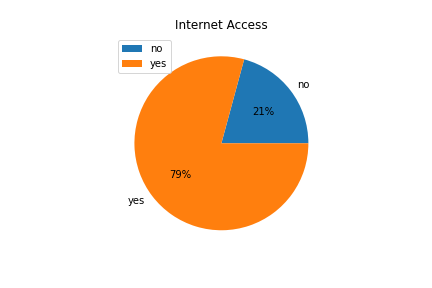 Internet Access
no
yes
no
21%
79%
yes